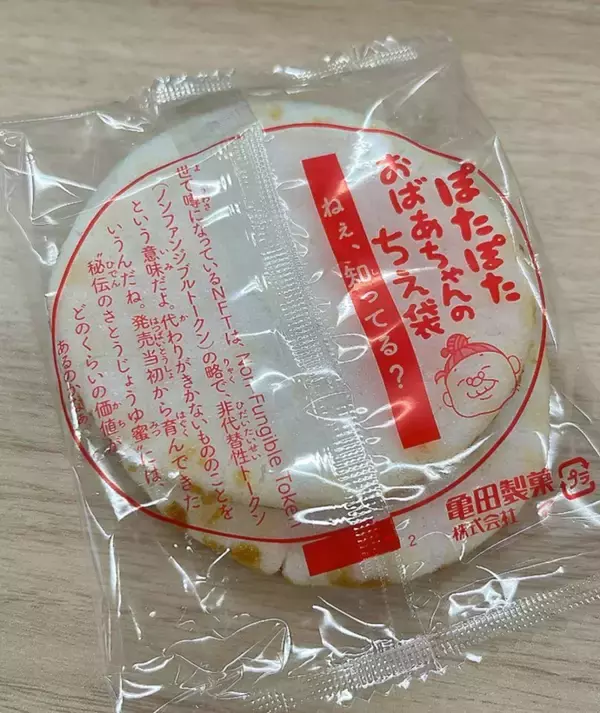 ぽたぽた
おばあちゃんの
ちえ袋
ねぇ、知ってる？
世で噂になっているNFTは、Non Fungible Token
（ノンファンジブルトークン）の略で、非代替性トークン
という意味だよ。代わりがきかないもののことを
いうんだね。発売当初から育んできた
“秘伝のさとうじょうゆ蜜”には、
どのくらいの価値が
あるのかなあ
亀田製菓
株式会社
プラ
2